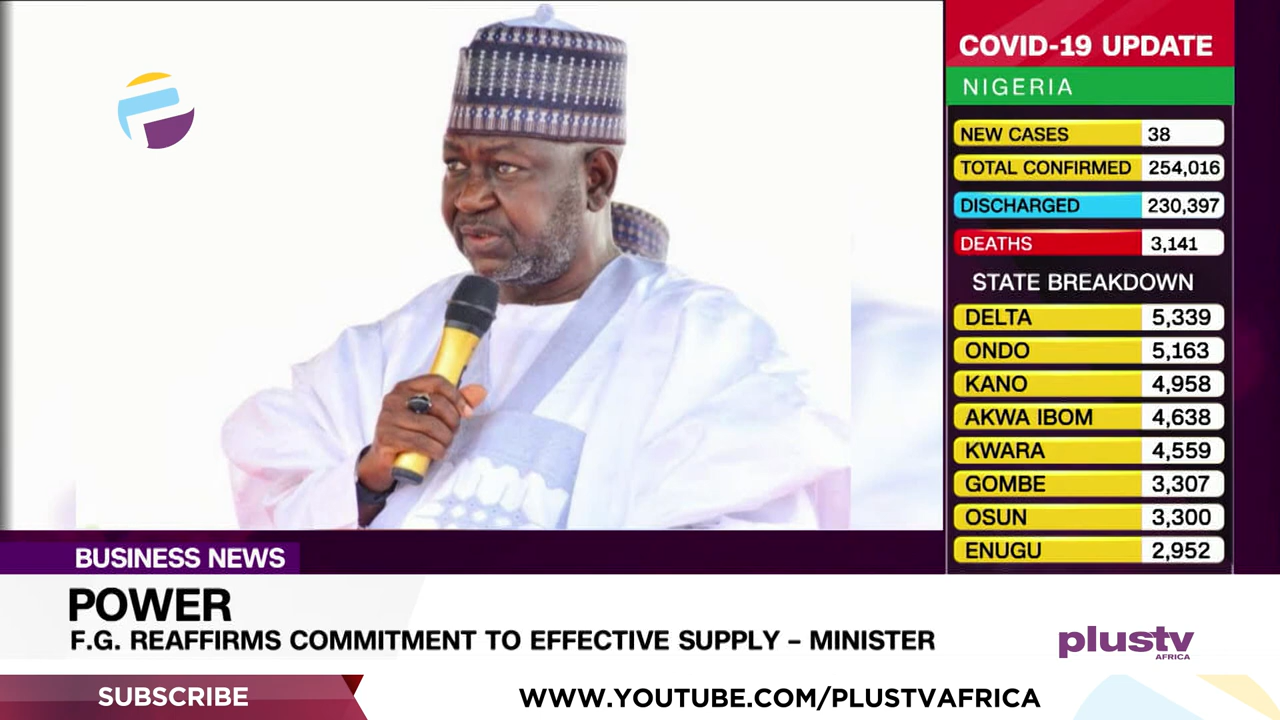 COVID-19 UPDATE
NIGERIA
NEW CASES 38
TOTAL CONFIRMED 254,016
DISCHARGED 230,397
DEATHS 3,141
STATE BREAKDOWN
DELTA 5,339
ONDO 5,163
KANO 4,958
AKWA IBOM 4,638
KWARA 4,559
GOMBE 3,307
OSUN 3,300
ENUGU 2,952
BUSINESS NEWS
POWER
F.G. REAFFIRMS COMMITMENT TO EFFECTIVE SUPPLY – MINISTER
plustv
AFRICA
SUBSCRIBE
WWW.YOUTUBE.COM/PLUSTVAFRICA